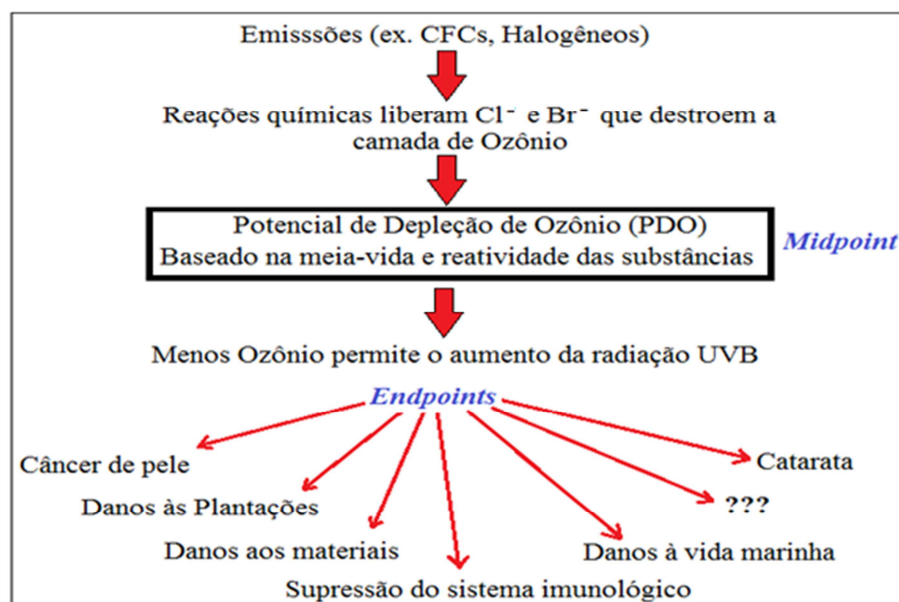 Emisssões (ex. CFCs, Halogêneos)
Reações químicas liberam Cl⁻ e Br⁻ que destroem a
camada de Ozônio
Potencial de Depleção de Ozônio (PDO)
Baseado na meia-vida e reatividade das substâncias
Midpoint
Menos Ozônio permite o aumento da radiação UVB
Endpoints
Câncer de pele
Catarata
Danos às Plantações
???
Danos aos materiais
Danos à vida marinha
Supressão do sistema imunológico